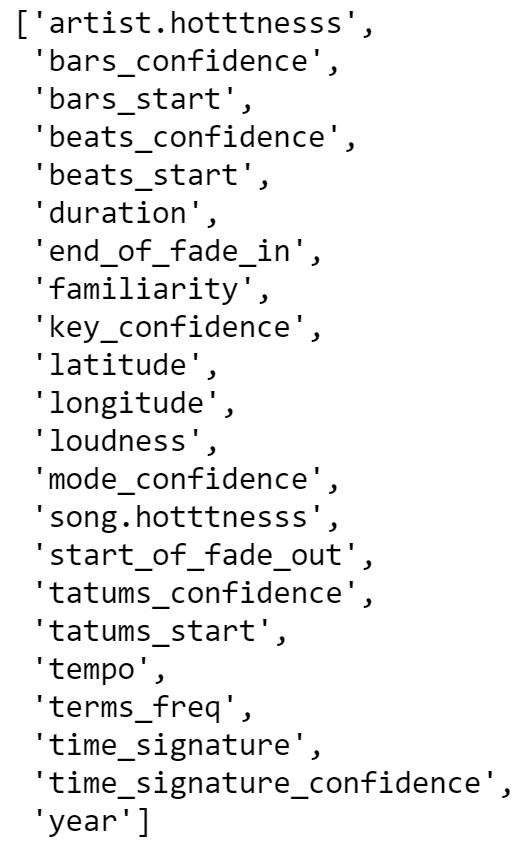 ['artist.hotttnesss',
 'bars_confidence',
 'bars_start',
 'beats_confidence',
 'beats_start',
 'duration',
 'end_of_fade_in',
 'familiarity',
 'key_confidence',
 'latitude',
 'longitude',
 'loudness',
 'mode_confidence',
 'song.hotttnesss',
 'start_of_fade_out',
 'tatums_confidence',
 'tatums_start',
 'tempo',
 'terms_freq',
 'time_signature',
 'time_signature_confidence',
 'year']